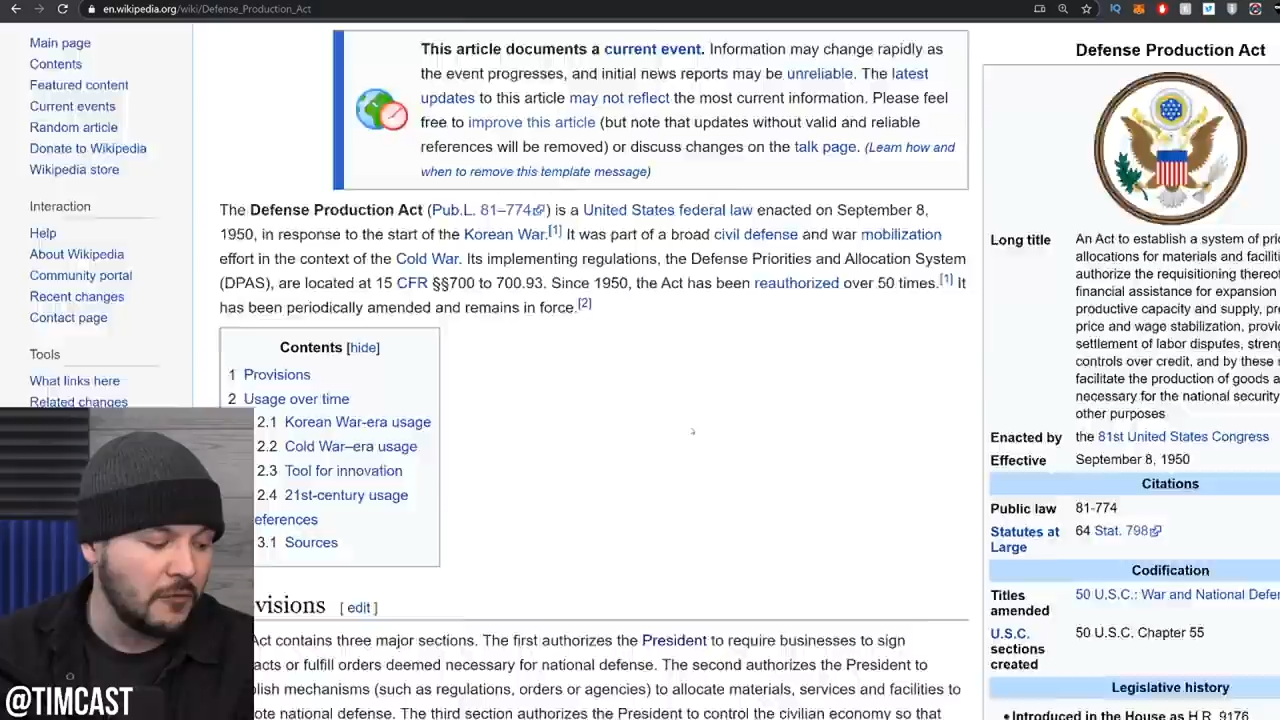 en.wikipedia.org/wiki/Defense_Production_Act
Main page
Contents
Featured content
Current events
Random article
Donate to Wikipedia
Wikipedia store
Interaction
Help
About Wikipedia
Community portal
Recent changes
Contact page
Tools
What links here
Related changes
This article documents a current event. Information may change rapidly as
the event progresses, and initial news reports may be unreliable. The latest
updates to this article may not reflect the most current information. Please feel
free to improve this article (but note that updates without valid and reliable
references will be removed) or discuss changes on the talk page. (Learn how and
when to remove this template message)
The Defense Production Act (Pub.L. 81–774) is a United States federal law enacted on September 8,
1950, in response to the start of the Korean War.[1] It was part of a broad civil defense and war mobilization
effort in the context of the Cold War. Its implementing regulations, the Defense Priorities and Allocation System
(DPAS), are located at 15 CFR §§700 to 700.93. Since 1950, the Act has been reauthorized over 50 times.[1] It
has been periodically amended and remains in force.[2]
Contents [hide]
1 Provisions
2 Usage over time
2.1 Korean War-era usage
2.2 Cold War–era usage
2.3 Tool for innovation
2.4 21st-century usage
eferences
3.1 Sources
visions [ edit ]
Act contains three major sections. The first authorizes the President to require businesses to sign
acts or fulfill orders deemed necessary for national defense. The second authorizes the President to
blish mechanisms (such as regulations, orders or agencies) to allocate materials, services and facilities to
ote national defense. The third section authorizes the President to control the civilian economy so that
Defense Production Act
Long title
An Act to establish a system of prio
allocations for materials and faciliti
authorize the requisitioning thereof
financial assistance for expansion
productive capacity and supply, pre
price and wage stabilization, provid
settlement of labor disputes, streng
controls over credit, and by these
facilitate the production of goods a
necessary for the national security
other purposes
Enacted by the 81st United States Congress
Effective September 8, 1950
Citations
Public law 81-774
Statutes at Large 64 Stat. 798
Codification
Titles amended 50 U.S.C.: War and National Defen
U.S.C. sections created 50 U.S.C. Chapter 55
Legislative history
• Introduced in the House as H.R. 9176
@TIMCAST